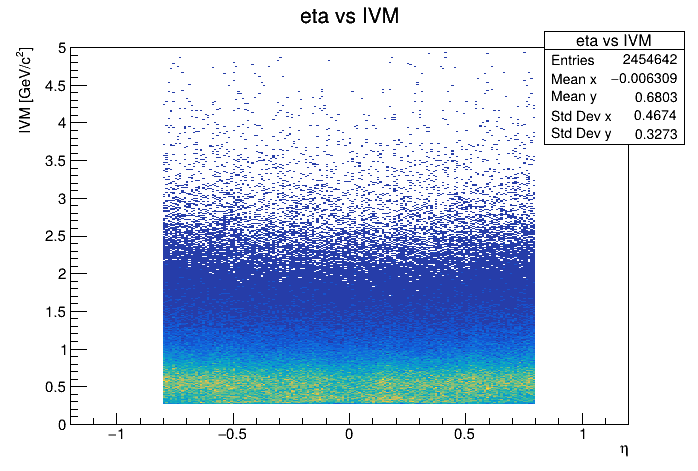 eta vs IVM
eta vs IVM
Entries 2454642
Mean x −0.006309
Mean y 0.6803
Std Dev x 0.4674
Std Dev y 0.3273
IVM [GeV/c²]
5
4.5
4
3.5
3
2.5
2
1.5
1
0.5
0
−1 −0.5 0 0.5 1
η